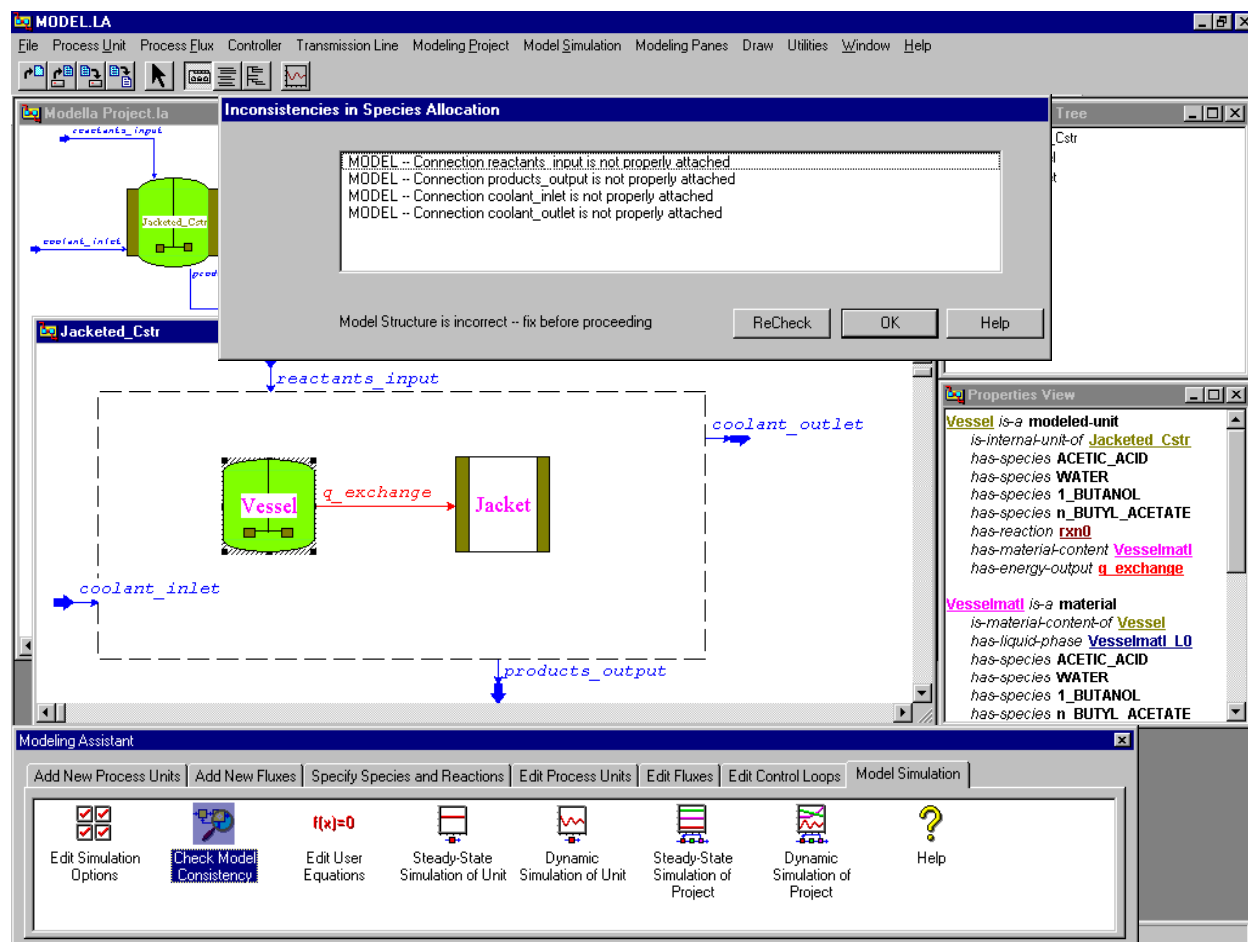 MODEL.LA
File Process Unit Process Flux Controller Transmission Line Modeling Project Model Simulation Modeling Panes Draw Utilities Window Help
Modella Project.la
reactants_input
Jacketed_Cstr
coolant_inlet
Inconsistencies in Species Allocation
MODEL -- Connection reactants_input is not properly attached
MODEL -- Connection products_output is not properly attached
MODEL -- Connection coolant_inlet is not properly attached
MODEL -- Connection coolant_outlet is not properly attached
Model Structure is incorrect -- fix before proceeding
ReCheck
OK
Help
Tree
_Cstr
Jacketed_Cstr
reactants_input
coolant_outlet
Vessel
q_exchange
Jacket
coolant_inlet
products_output
Properties View
Vessel is-a modeled-unit
is-internal-unit-of Jacketed_Cstr
has-species ACETIC_ACID
has-species WATER
has-species 1_BUTANOL
has-species n_BUTYL_ACETATE
has-reaction rxn0
has-material-content Vesselmatl
has-energy-output q_exchange
Vesselmatl is-a material
is-material-content-of Vessel
has-liquid-phase Vesselmatl_L0
has-species ACETIC_ACID
has-species WATER
has-species 1_BUTANOL
has-species n_BUTYL_ACETATE
Modeling Assistant
Add New Process Units
Add New Fluxes
Specify Species and Reactions
Edit Process Units
Edit Fluxes
Edit Control Loops
Model Simulation
Edit Simulation
Options
Check Model
Consistency
f(x)=0
Edit User
Equations
Steady-State
Simulation of Unit
Dynamic
Simulation of Unit
Steady-State
Simulation of
Project
Dynamic
Simulation of
Project
Help